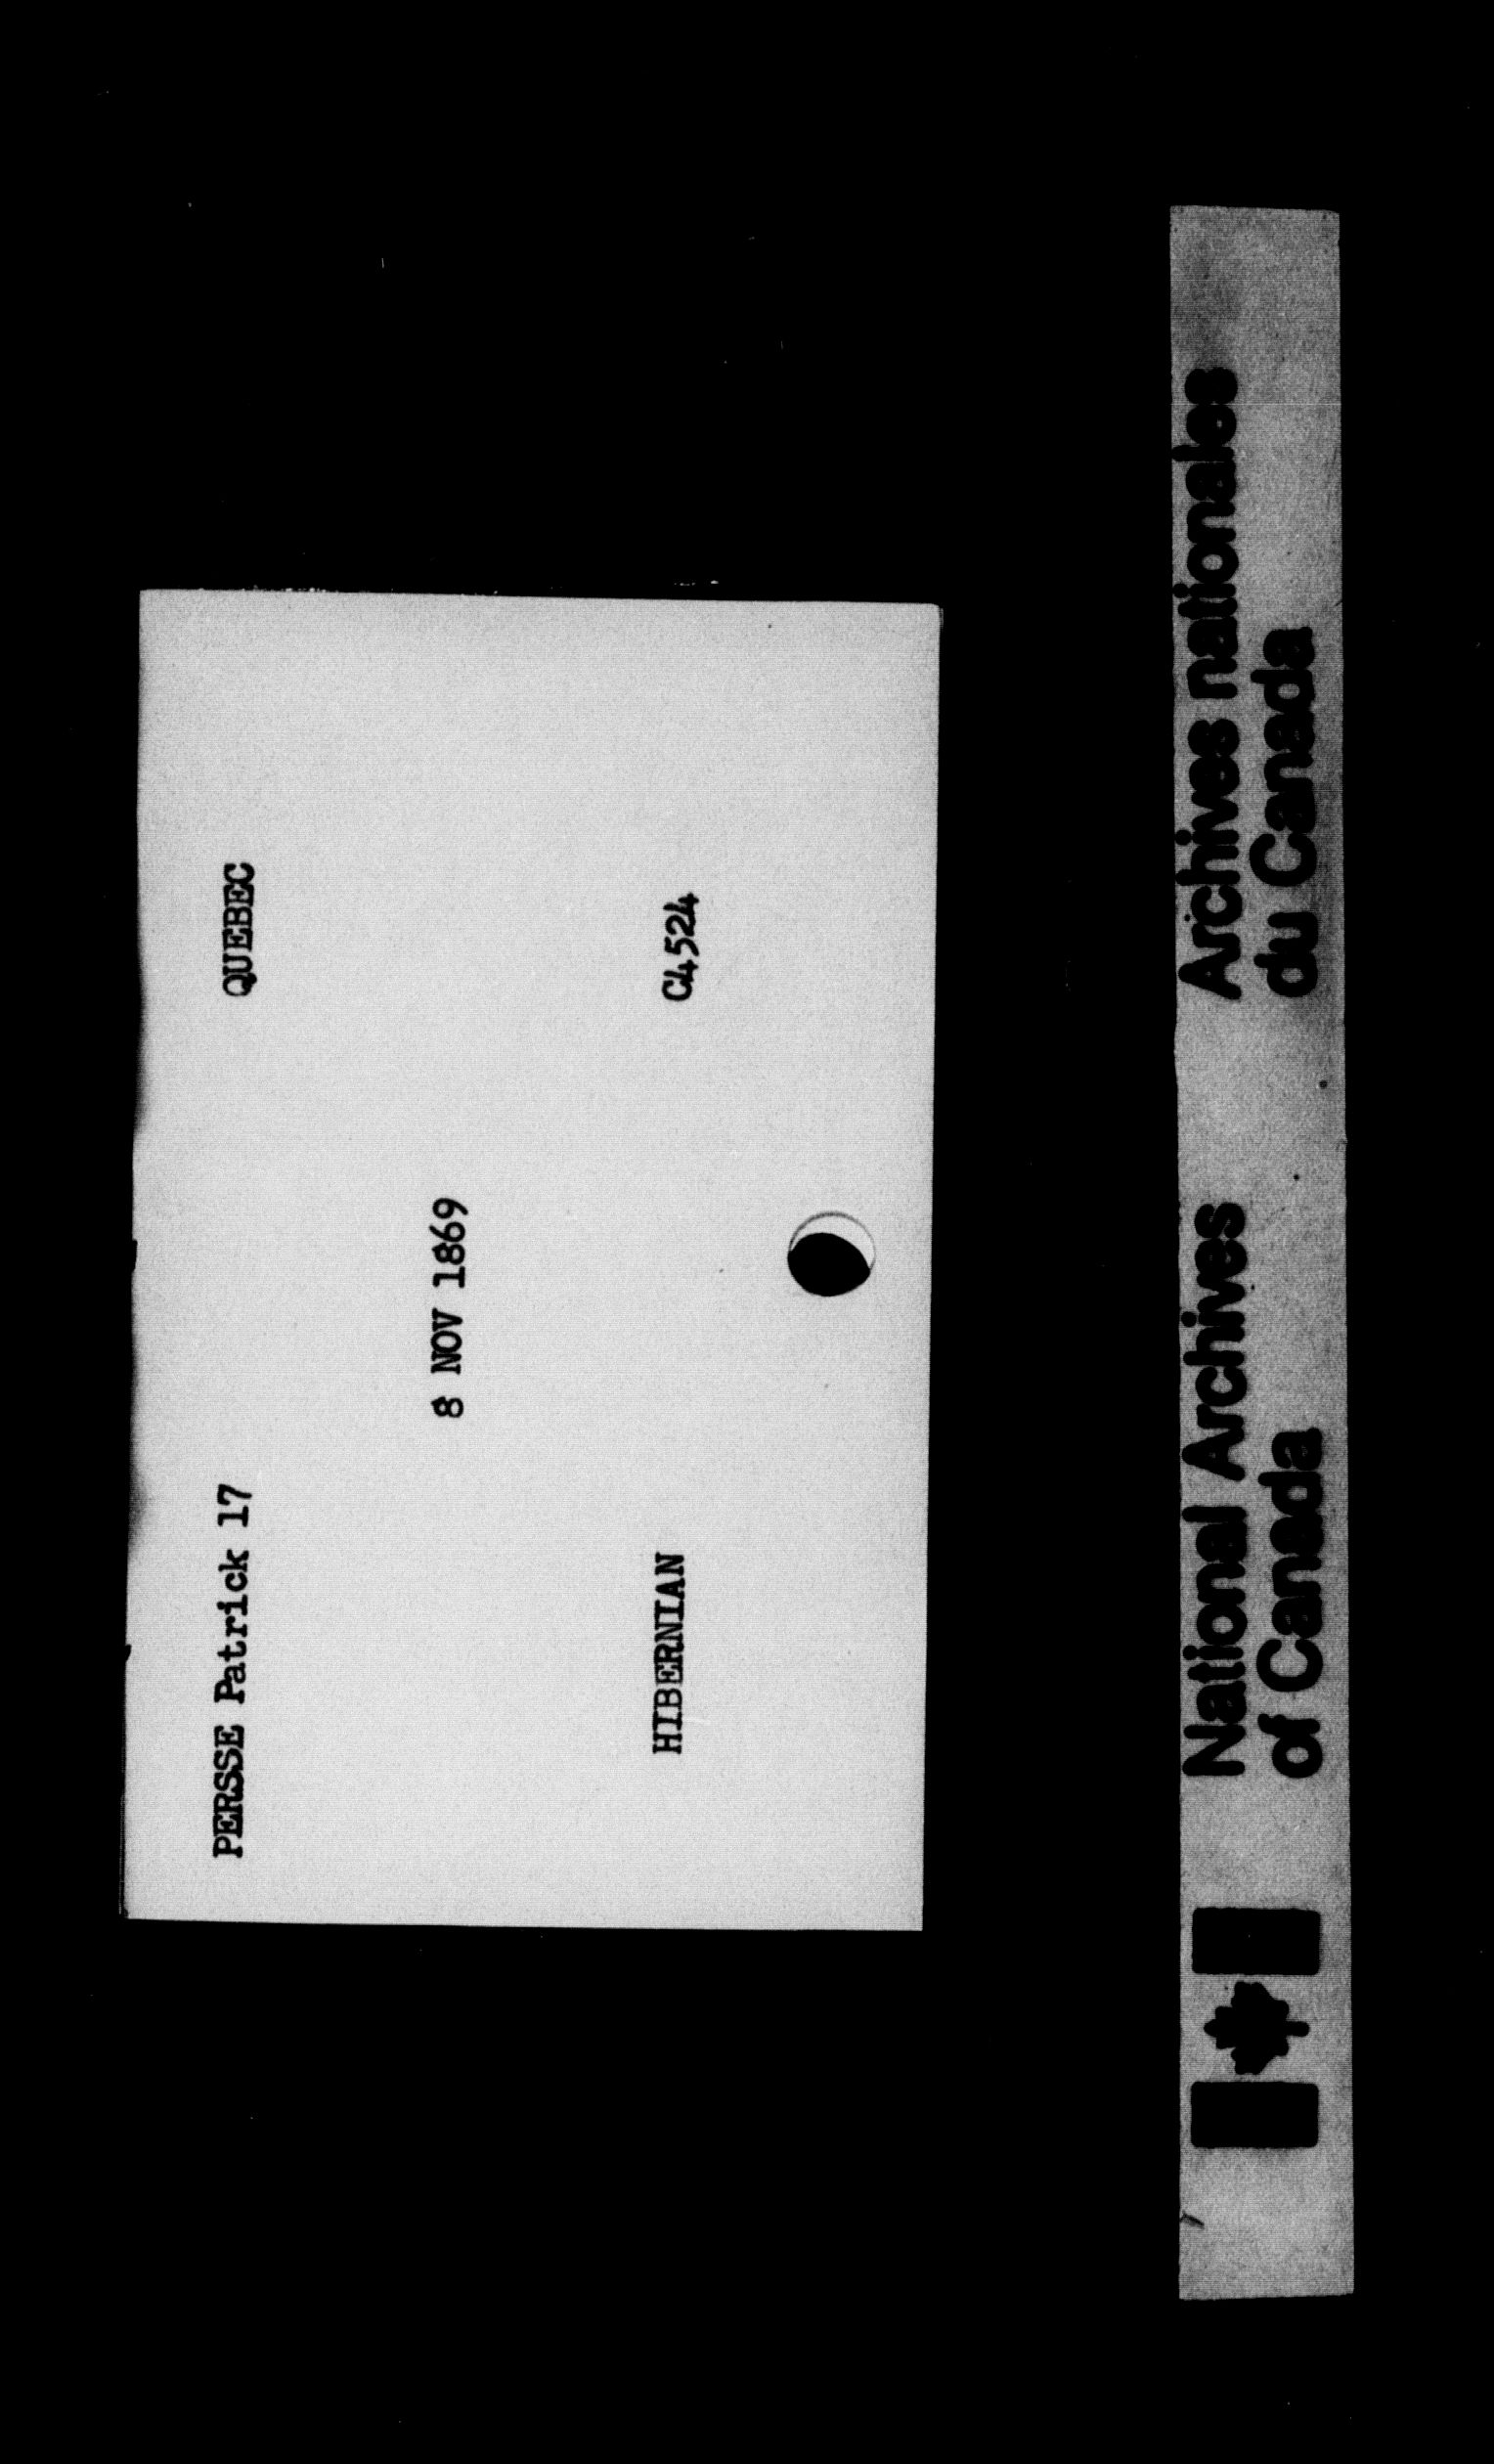 PERSSE Patrick 17 QUEBEC
8 NOV 1869
HIBERNIAN C4524
National Archives of Canada
Archives nationales du Canada